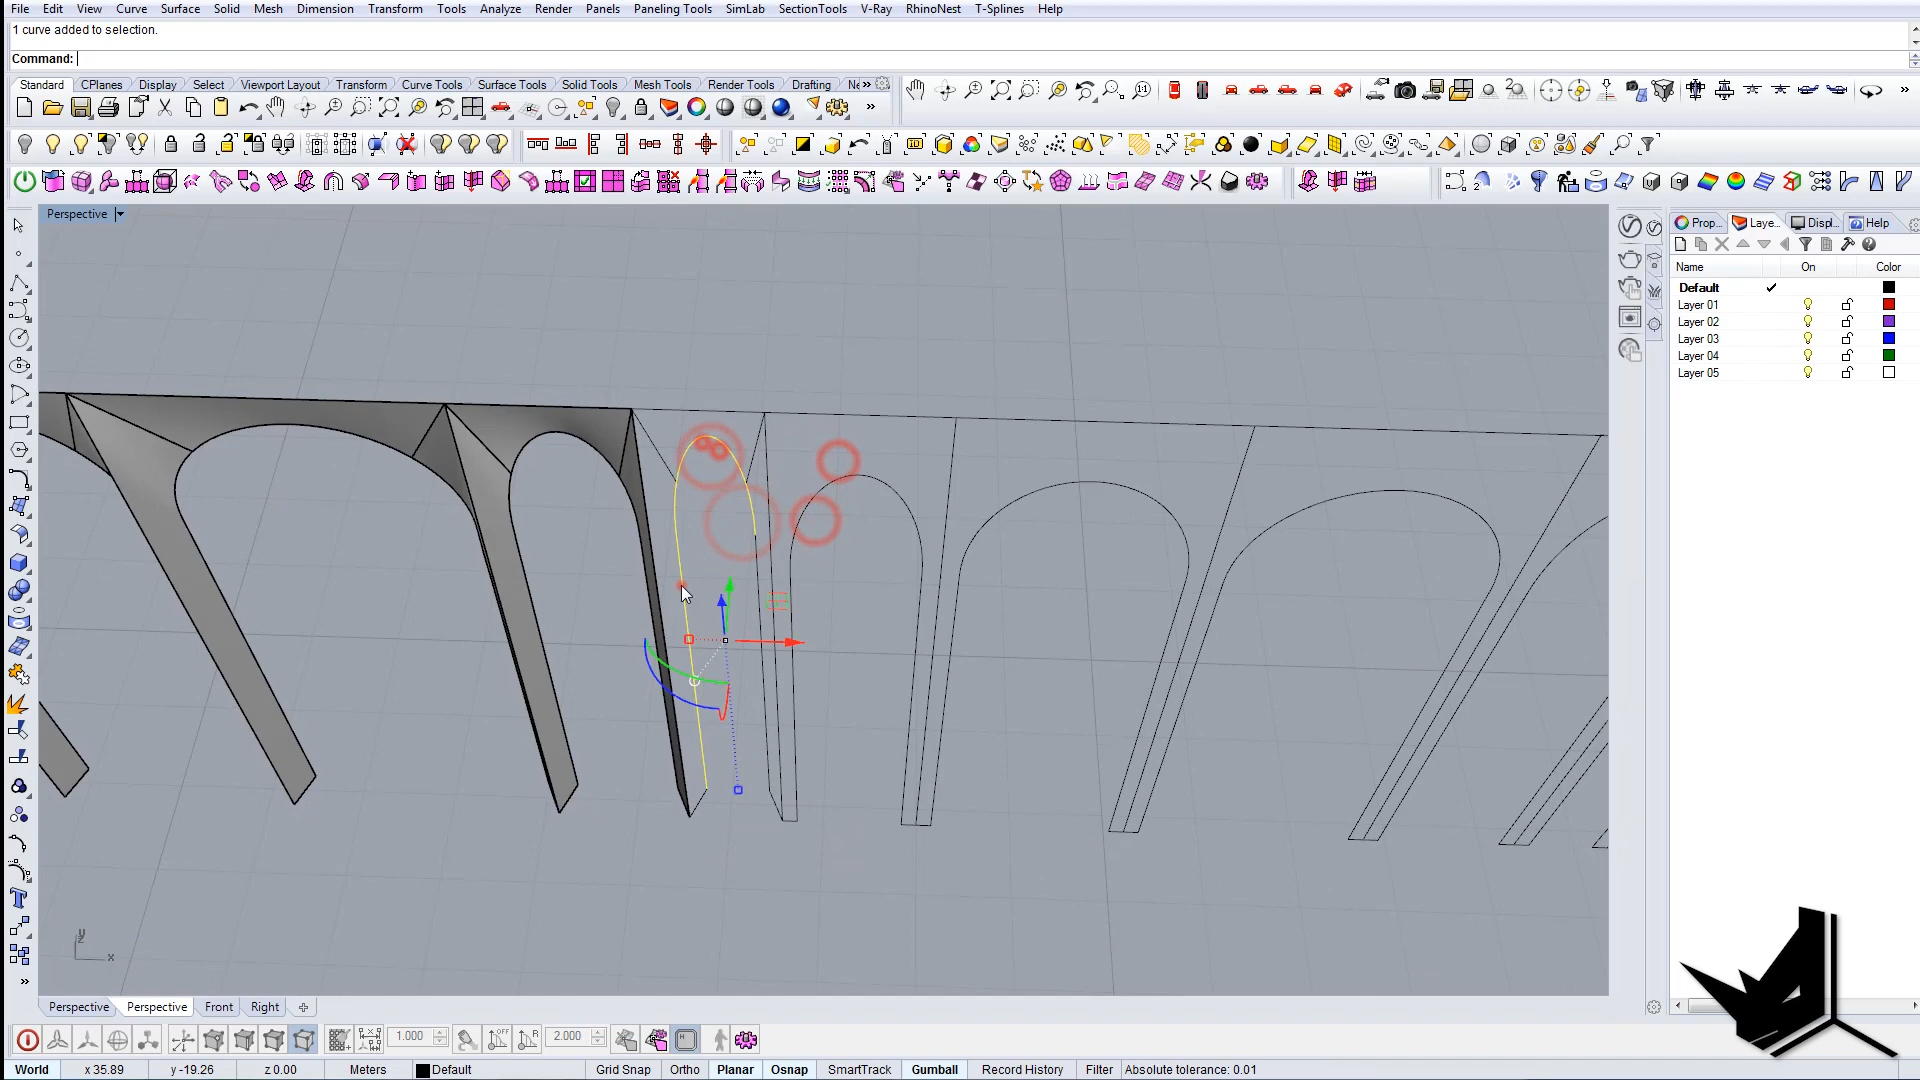 File Edit View Curve Surface Solid Mesh Dimension Transform Tools Analyze Render Panels Paneling Tools SimLab SectionTools V-Ray RhinoNest T-Splines Help
1 curve added to selection.
Command:
Standard CPlanes Display Select Viewport Layout Transform Curve Tools Surface Tools Solid Tools Mesh Tools Render Tools Drafting Ne
Perspective
Prop... Laye... Displ... Help
Name On Color
Default
Layer 01
Layer 02
Layer 03
Layer 04
Layer 05
y
z
x
Perspective Perspective Front Right
1.000 2.000
World x 35.89 y -19.26 z 0.00 Meters Default Grid Snap Ortho Planar Osnap SmartTrack Gumball Record History Filter Absolute tolerance: 0.01